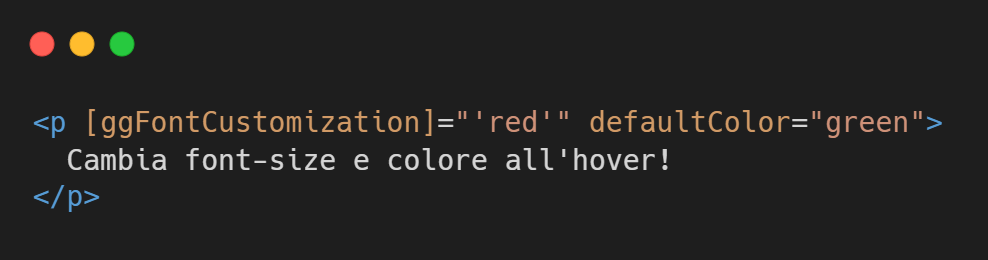 <p [ggFontCustomization]="'red'" defaultColor="green">
  Cambia font-size e colore all'hover!
</p>